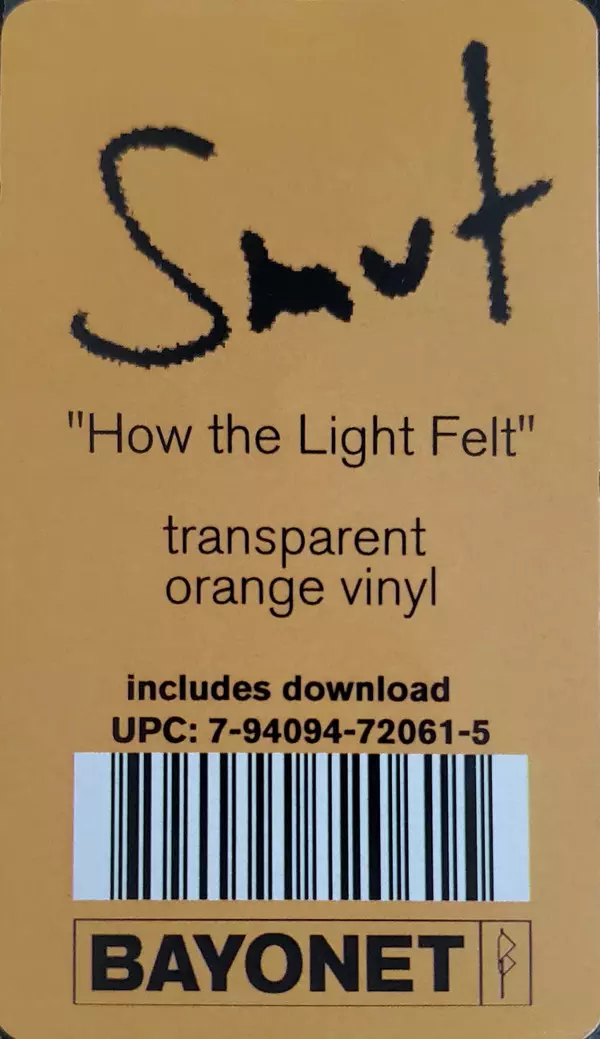 Smut
"How the Light Felt"
transparent
orange vinyl
includes download
UPC: 7-94094-72061-5
BAYONET